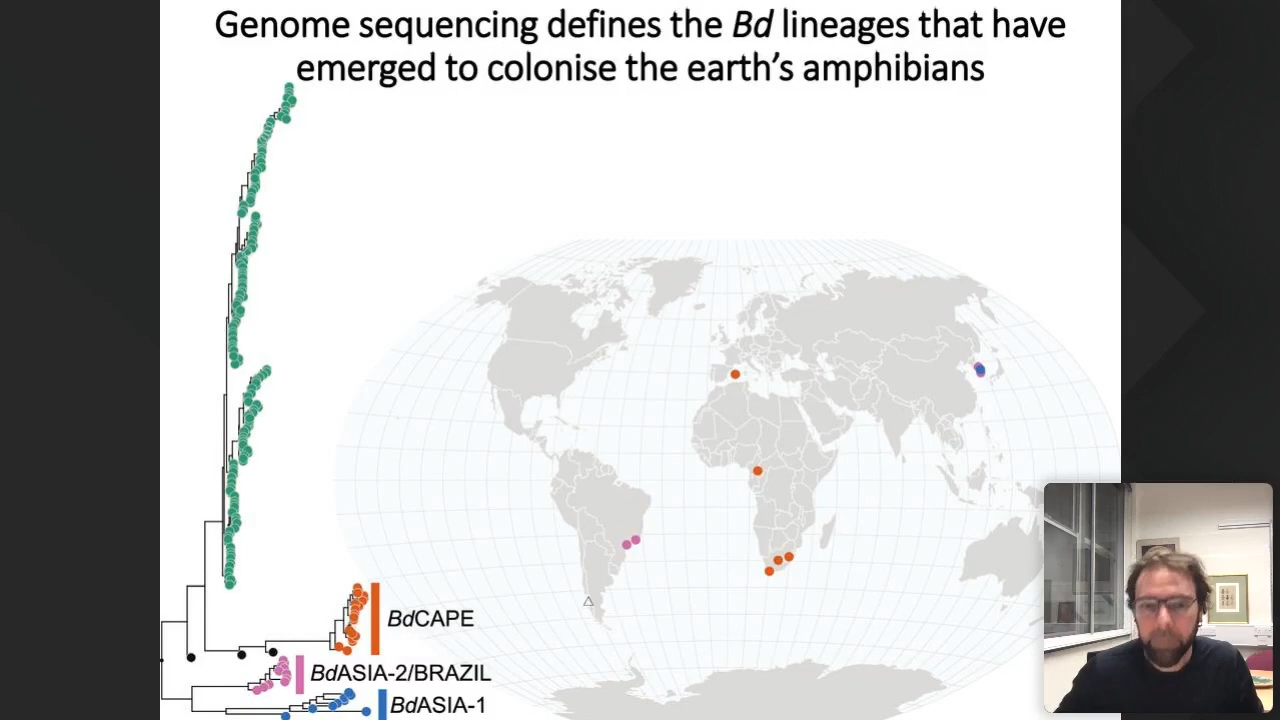 Genome sequencing defines the Bd lineages that have
emerged to colonise the earth's amphibians
BdCAPE
BdASIA-2/BRAZIL
BdASIA-1